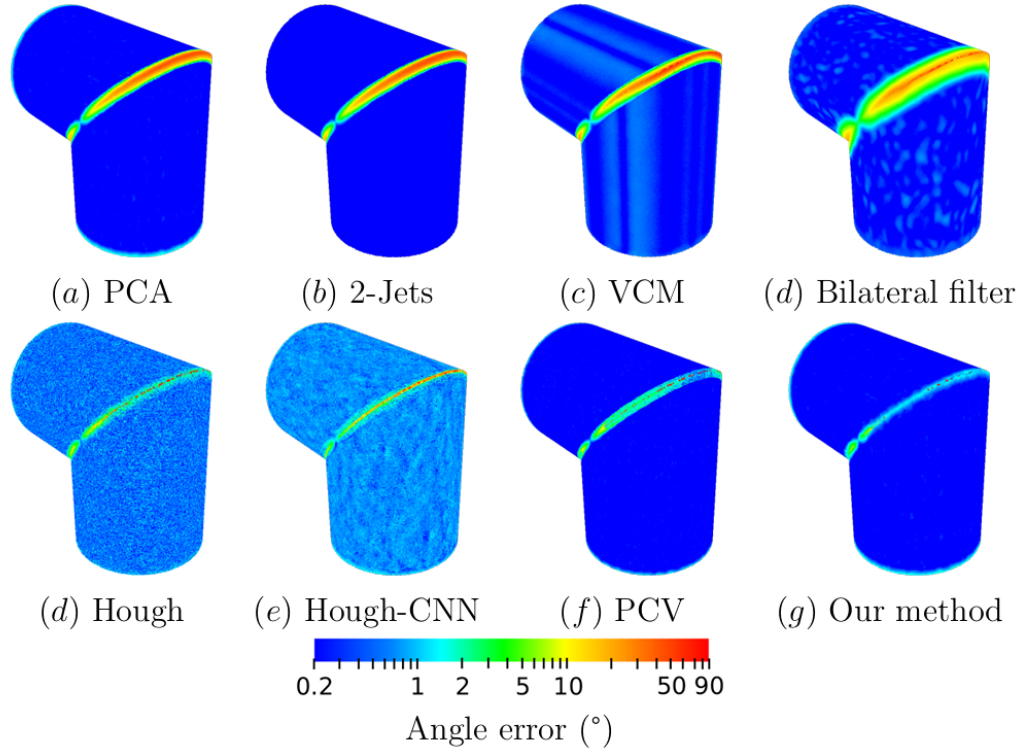 (a) PCA (b) 2-Jets (c) VCM (d) Bilateral filter
(d) Hough (e) Hough-CNN (f) PCV (g) Our method
0.2 1 2 5 10 50 90
Angle error (°)